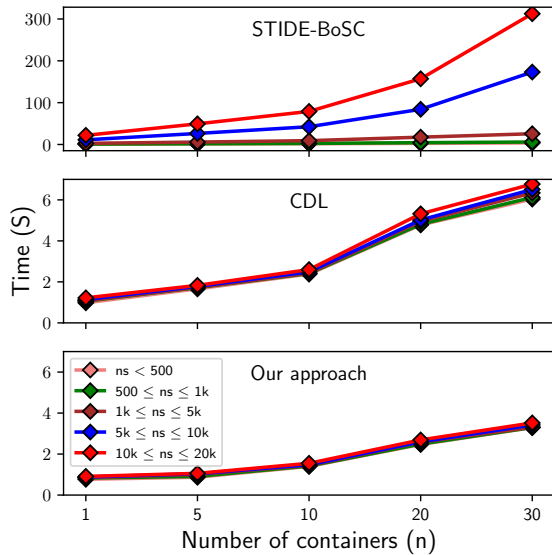 STIDE-BoSC
300
200
100
0
CDL
6
4
2
0
Time (S)
Our approach
6
4
2
0
ns < 500
500 ≤ ns ≤ 1k
1k ≤ ns ≤ 5k
5k ≤ ns ≤ 10k
10k ≤ ns ≤ 20k
1 5 10 20 30
Number of containers (n)